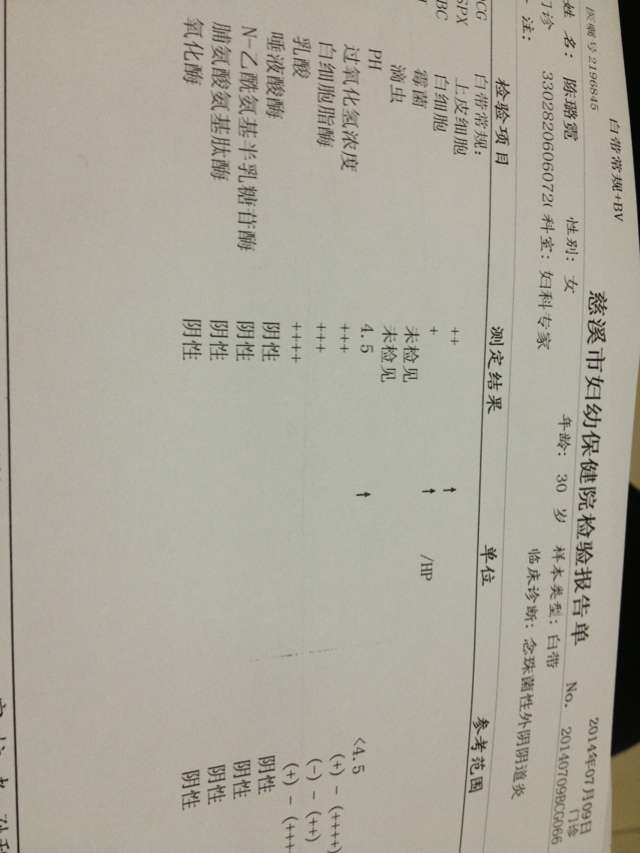 白带常规+BV
医嘱号2196845
慈溪市妇幼保健院检验报告单
2014年07月09日
姓 名: 陈璐霓 性别: 女 年龄: 30 岁 样本类型: 白带 No. 20140709BCG066 门诊
门诊 33028206060720 科室: 妇科专家 临床诊断: 念珠菌性外阴阴道炎
注:
检验项目 测定结果 单位 参考范围
CG 白带常规:
SPX 上皮细胞 ++ ↑
BC 白细胞 + ↑ /HP
霉菌 未检见
滴虫 未检见
PH 4.5 ↑ <4.5
过氧化氢浓度 +++ (+) - (++++)
白细胞脂酶 +++ (-) - (++)
乳酸 ++++ (+) - (+++
唾液酸酶 阴性 阴性
N-乙酰氨基半乳糖苷酶 阴性 阴性
脯氨酸氨基肽酶 阴性 阴性
氧化酶 阴性 阴性